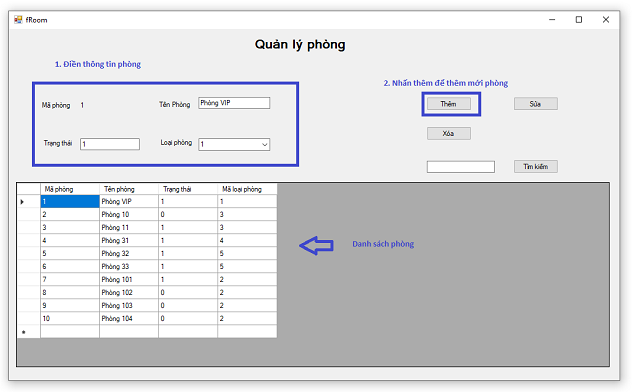 fRoom
Quản lý phòng
1. Điền thông tin phòng
2. Nhấn thêm để thêm mới phòng
Mã phòng 1 Tên Phòng Phòng VIP
Thêm Sửa
Trạng thái 1 Loại phòng 1
Xóa
Tìm kiếm
Mã phòng Tên phòng Trạng thái Mã loại phòng
1 Phòng VIP 1 1
2 Phòng 10 0 3
3 Phòng 11 1 3
4 Phòng 31 1 4
5 Phòng 32 1 5
6 Phòng 33 1 5
7 Phòng 101 1 2
8 Phòng 102 0 2
9 Phòng 103 0 2
10 Phòng 104 0 2
Danh sách phòng